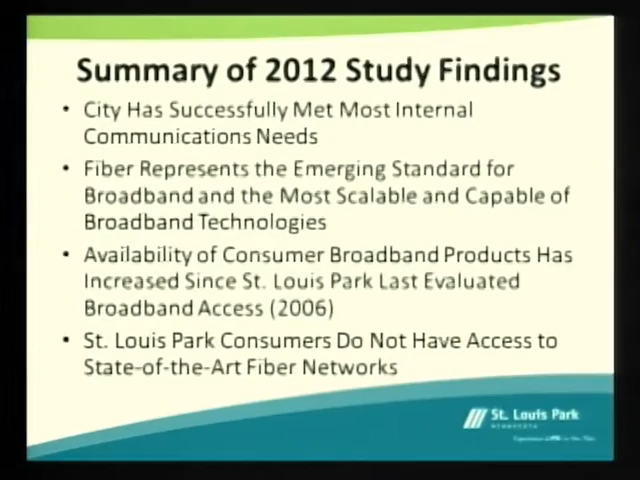 Summary of 2012 Study Findings
• City Has Successfully Met Most Internal
Communications Needs
• Fiber Represents the Emerging Standard for
Broadband and the Most Scalable and Capable of
Broadband Technologies
• Availability of Consumer Broadband Products Has
Increased Since St. Louis Park Last Evaluated
Broadband Access (2006)
• St. Louis Park Consumers Do Not Have Access to
State-of-the-Art Fiber Networks
St. Louis Park
MINNESOTA